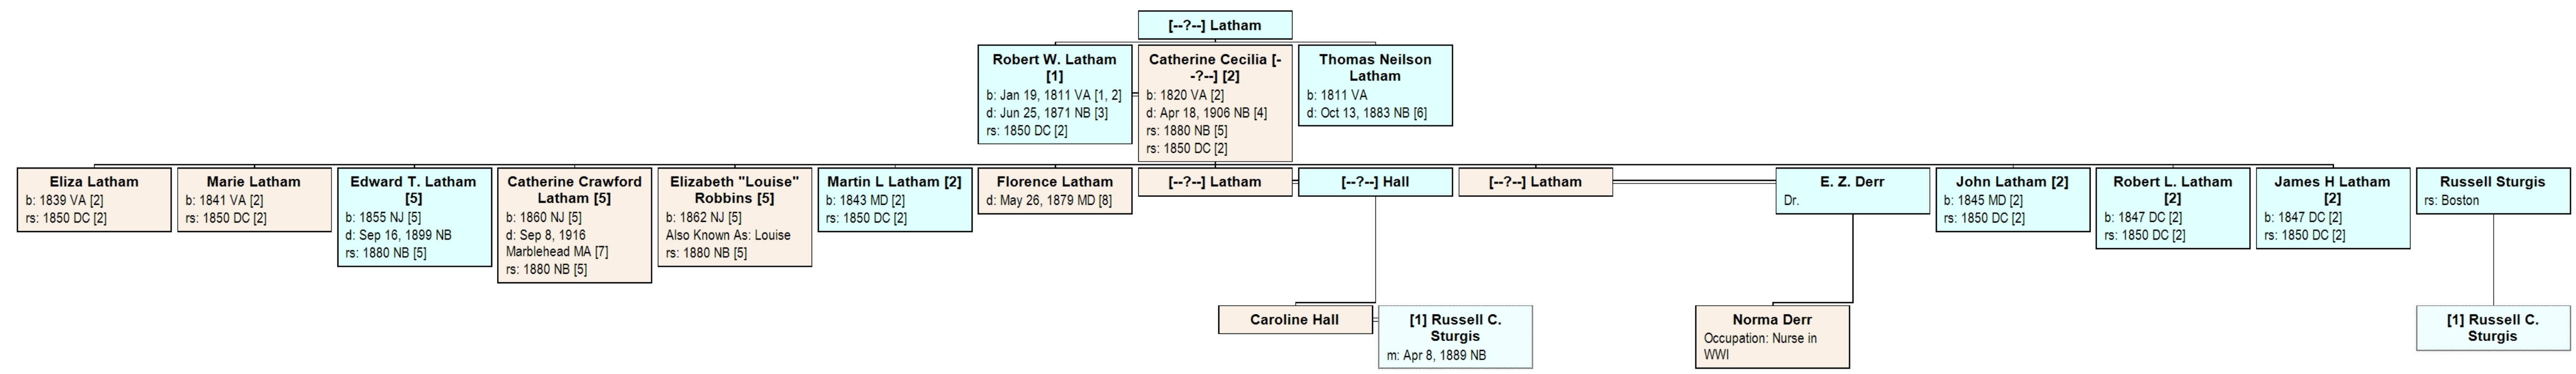 [--?--] Latham
Robert W. Latham
[1]
b: Jan 19, 1811 VA [1, 2]
d: Jun 25, 1871 NB [3]
rs: 1850 DC [2]
Catherine Cecilia [-
-?--] [2]
b: 1820 VA [2]
d: Apr 18, 1906 NB [4]
rs: 1880 NB [5]
rs: 1850 DC [2]
Thomas Neilson
Latham
b: 1811 VA
d: Oct 13, 1883 NB [6]
Eliza Latham
b: 1839 VA [2]
rs: 1850 DC [2]
Marie Latham
b: 1841 VA [2]
rs: 1850 DC [2]
Edward T. Latham
[5]
b: 1855 NJ [5]
d: Sep 16, 1899 NB
rs: 1880 NB [5]
Catherine Crawford
Latham [5]
b: 1860 NJ [5]
d: Sep 8, 1916
Marblehead MA [7]
rs: 1880 NB [5]
Elizabeth "Louise"
Robbins [5]
b: 1862 NJ [5]
Also Known As: Louise
rs: 1880 NB [5]
Martin L Latham [2]
b: 1843 MD [2]
rs: 1850 DC [2]
Florence Latham
d: May 26, 1879 MD [8]
[--?--] Latham
[--?--] Hall
[--?--] Latham
E. Z. Derr
Dr.
John Latham [2]
b: 1845 MD [2]
rs: 1850 DC [2]
Robert L. Latham
[2]
b: 1847 DC [2]
rs: 1850 DC [2]
James H Latham
[2]
b: 1847 DC [2]
rs: 1850 DC [2]
Russell Sturgis
rs: Boston
Caroline Hall
[1] Russell C.
Sturgis
m: Apr 8, 1889 NB
Norma Derr
Occupation: Nurse in
WWI
[1] Russell C.
Sturgis